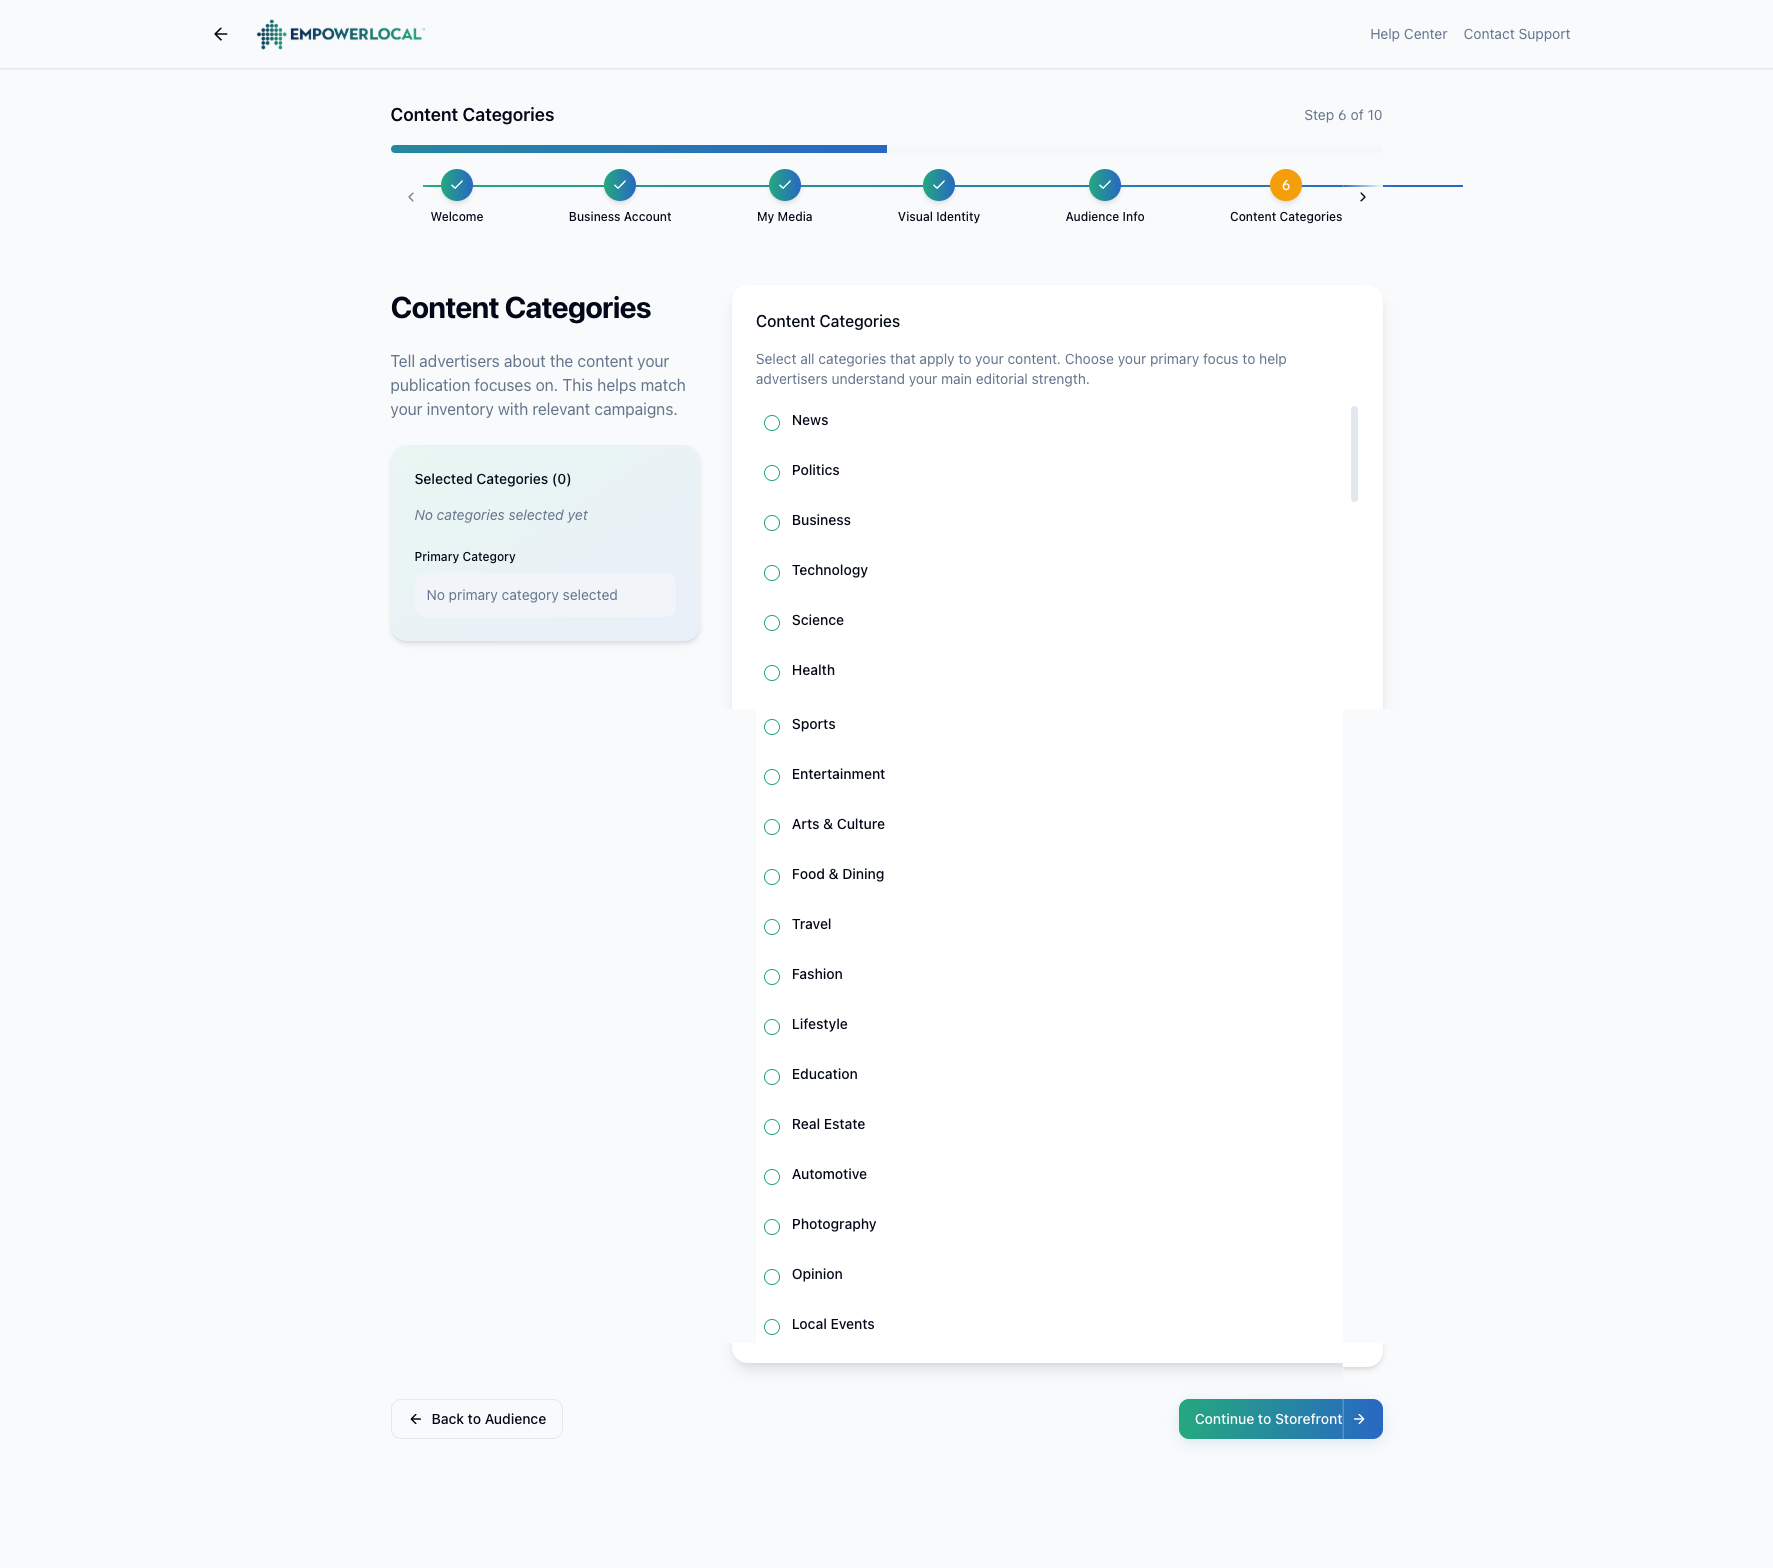 EMPOWERLOCAL
Help Center
Contact Support
Content Categories
Step 6 of 10
6
Welcome
Business Account
My Media
Visual Identity
Audience Info
Content Categories
Content Categories
Tell advertisers about the content your
publication focuses on. This helps match
your inventory with relevant campaigns.
Selected Categories (0)
No categories selected yet
Primary Category
No primary category selected
Content Categories
Select all categories that apply to your content. Choose your primary focus to help
advertisers understand your main editorial strength.
News
Politics
Business
Technology
Science
Health
Sports
Entertainment
Arts & Culture
Food & Dining
Travel
Fashion
Lifestyle
Education
Real Estate
Automotive
Photography
Opinion
Local Events
Back to Audience
Continue to Storefront